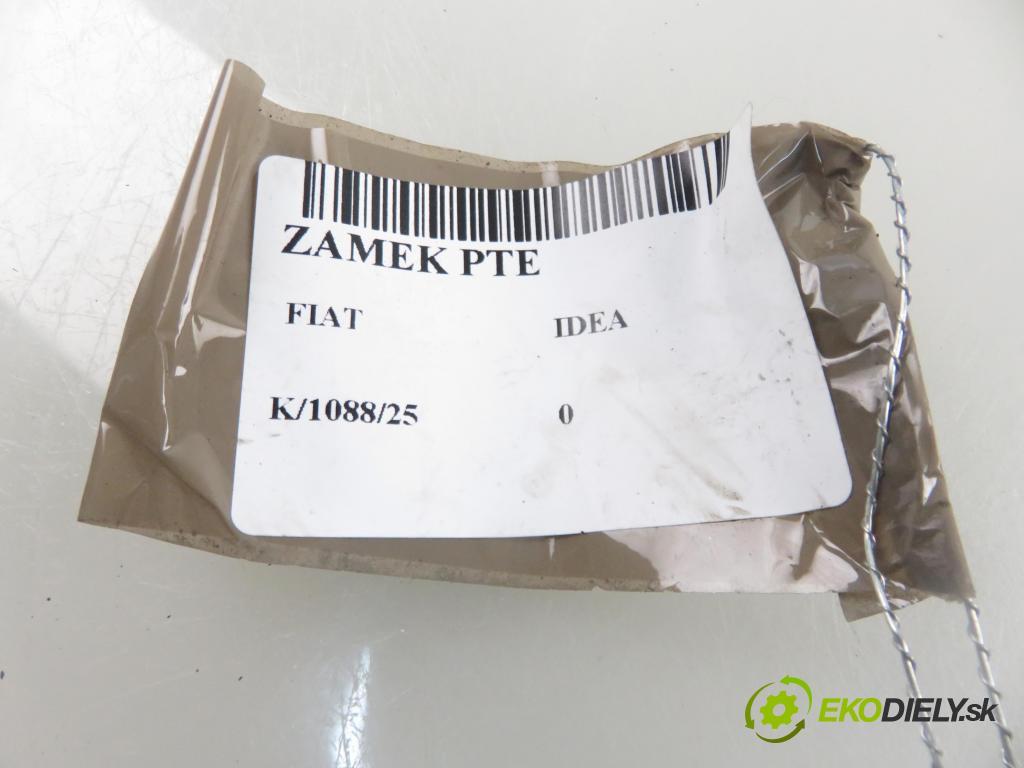 ZAMEK PTE
FIAT IDEA
K/1088/25 0
EKODIELY.sk